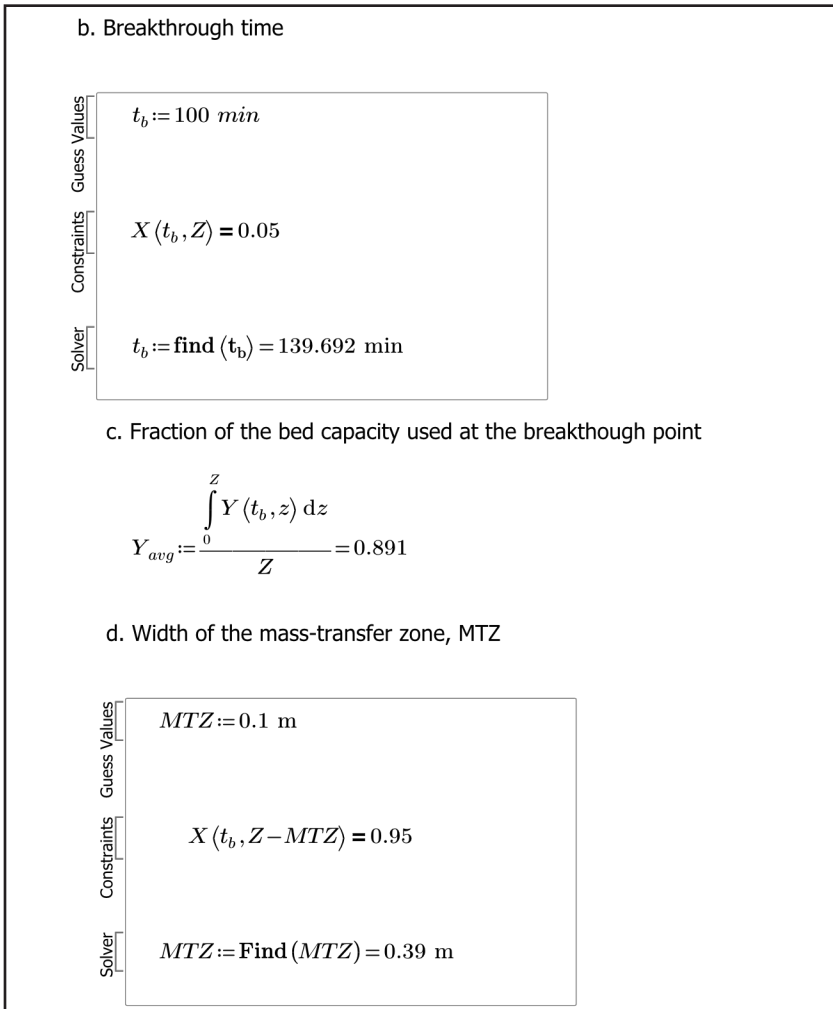 b. Breakthrough time
Guess Values
t_b := 100 min
Constraints
X(t_b, Z) = 0.05
Solver
t_b := find(t_b) = 139.692 min
c. Fraction of the bed capacity used at the breakthough point
Z
∫ Y(t_b, z) dz
0
Y_avg := ――― = 0.891
Z
d. Width of the mass-transfer zone, MTZ
Guess Values
MTZ := 0.1 m
Constraints
X(t_b, Z−MTZ) = 0.95
Solver
MTZ := Find(MTZ) = 0.39 m